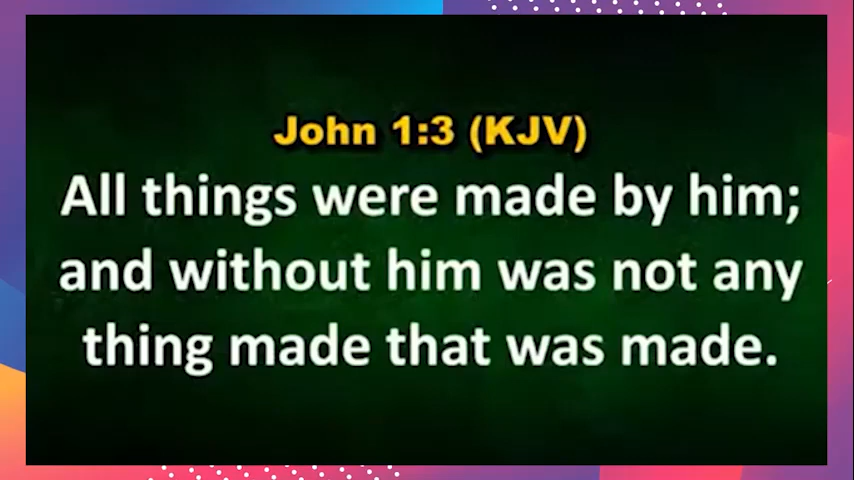 John 1:3 (KJV)
All things were made by him;
and without him was not any
thing made that was made.